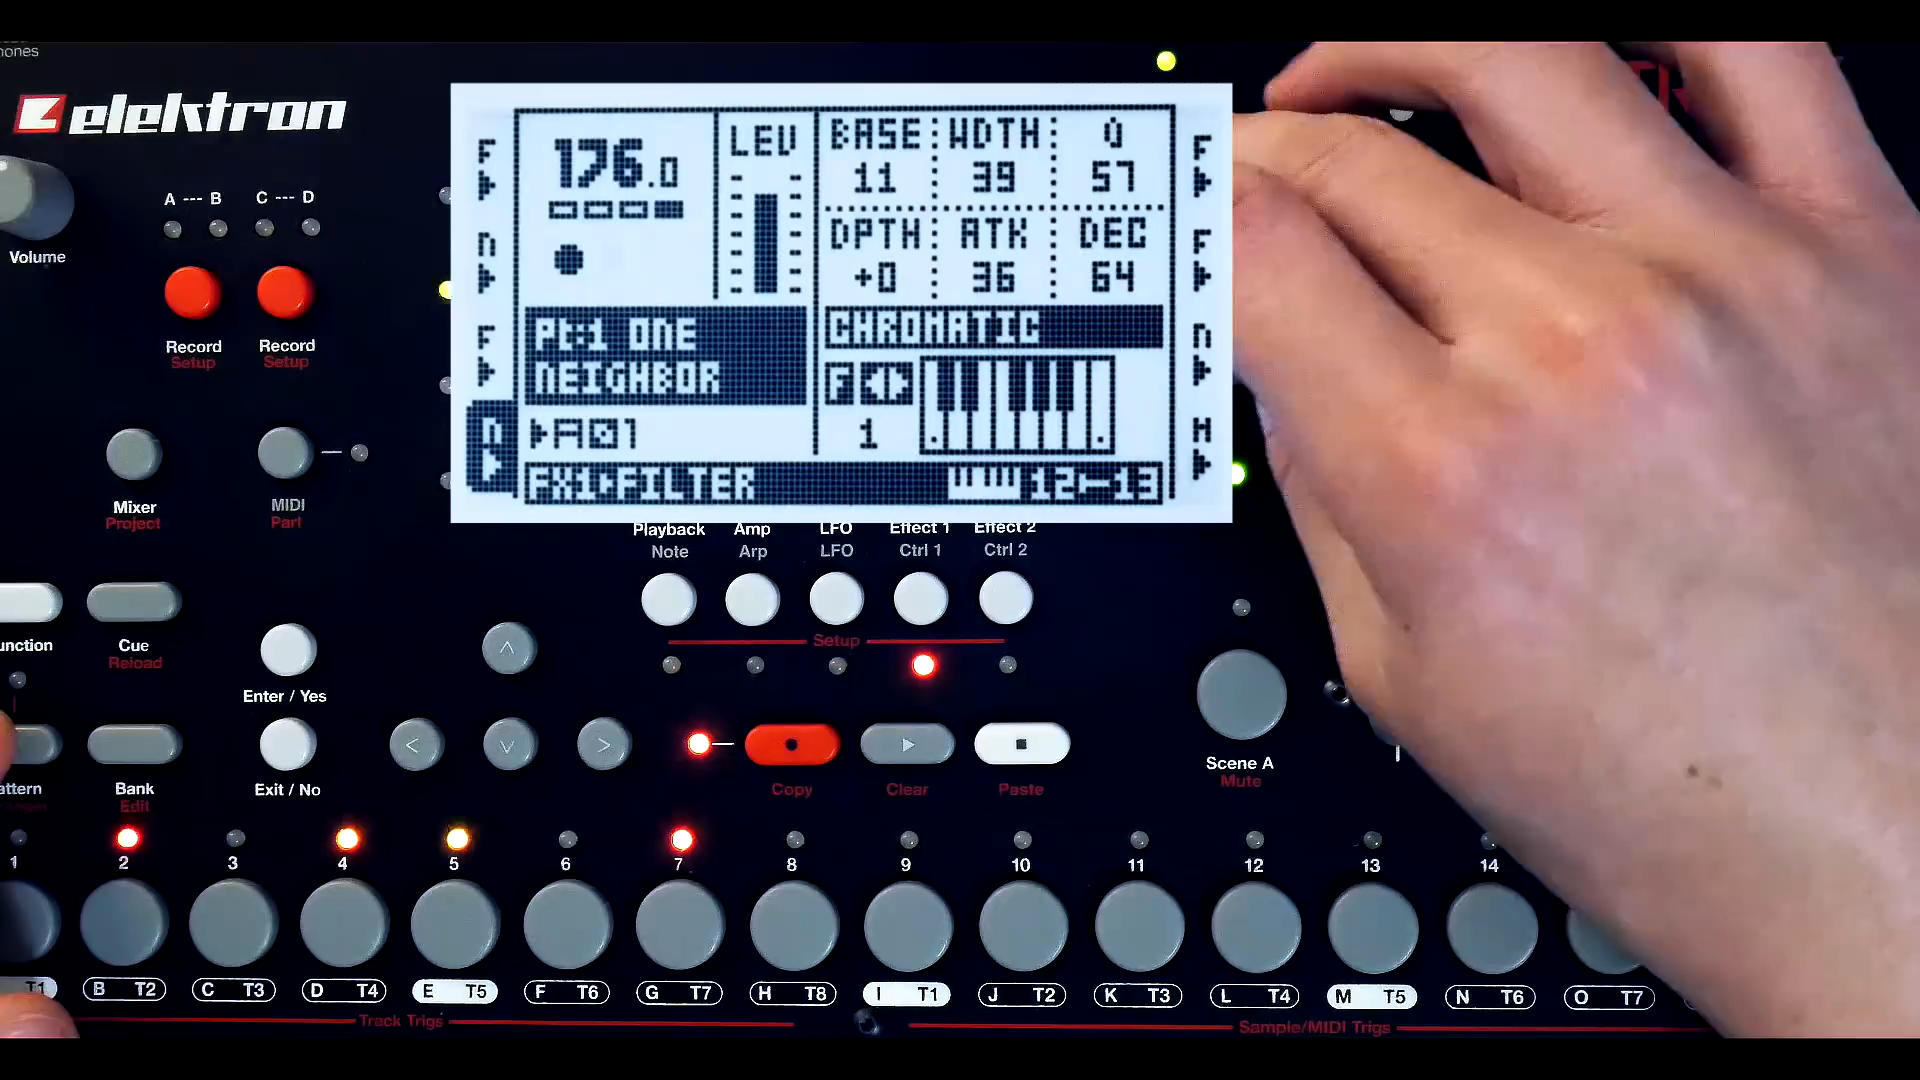 ones
elektron
A --- B C --- D
Volume
Record
Setup
Record
Setup
Mixer
Project
MIDI
Part
176.0
LEV
BASE WDTH Q
11 39 57
DPTH ATK DEC
+0 36 64
Pt:1 ONE
NEIGHBOR
CHROMATIC
F
1
A01
FX1 FILTER
12 13
F
n
F
n
F
F
n
H
Playback
Note
Amp
Arp
LFO
LFO
Effect 1
Ctrl 1
Effect 2
Ctrl 2
Setup
unction
Cue
Reload
Enter / Yes
attern
Bank
Edit
Exit / No
Copy
Clear
Paste
Scene A
Mute
1 2 3 4 5 6 7 8 9 10 11 12 13 14
T1
B T2
C T3
D T4
E T5
F T6
G T7
H T8
I T1
J T2
K T3
L T4
M T5
N T6
O T7
Track Trigs
Sample/MIDI Trigs